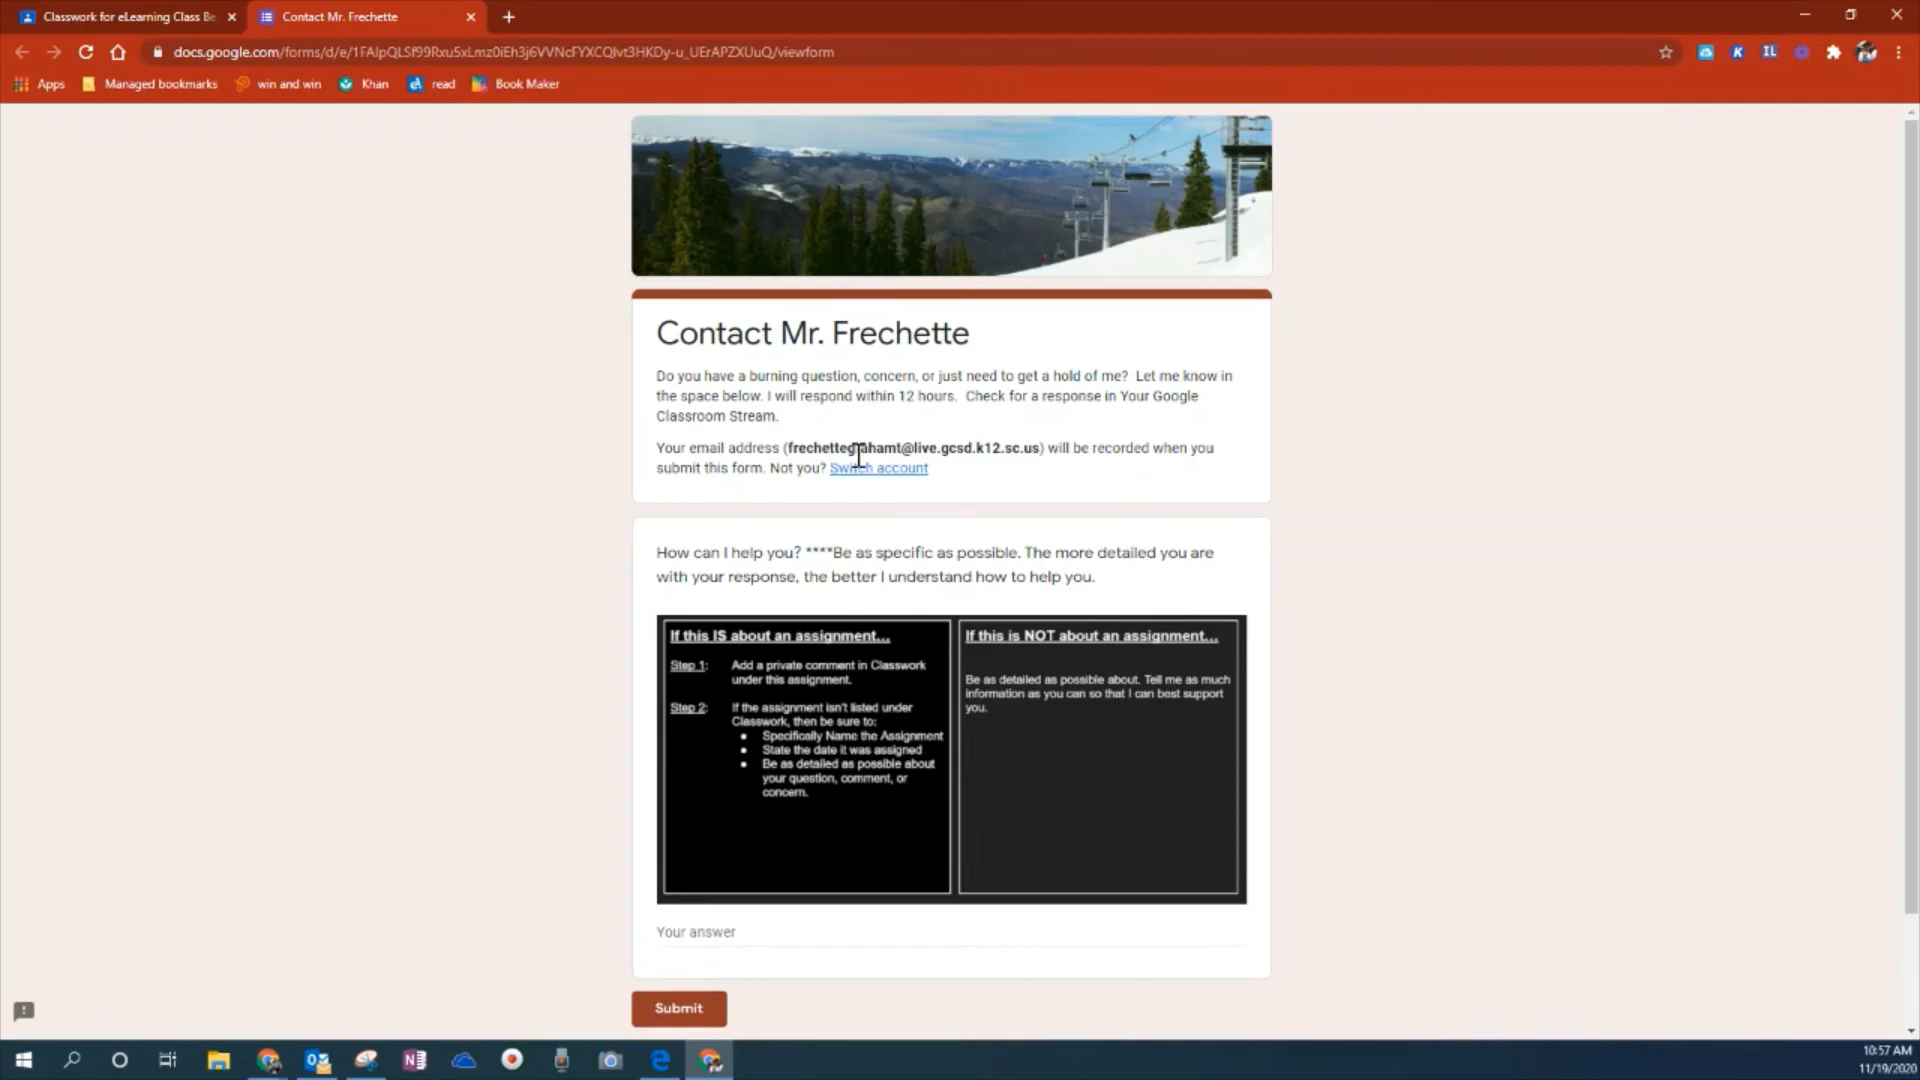 Classwork for eLearning Class Be
Contact Mr. Frechette
docs.google.com/forms/d/e/1FAIpQLSf99Rxu5xLmz0iEh3j6VVNcFYXCQIvt3HKDy-u_UErAPZXUuQ/viewform
K
IL
Apps
Managed bookmarks
win and win
Khan
read
Book Maker
Contact Mr. Frechette
Do you have a burning question, concern, or just need to get a hold of me?  Let me know in
the space below. I will respond within 12 hours.  Check for a response in Your Google
Classroom Stream.
Your email address (frechettegrahamt@live.gcsd.k12.sc.us) will be recorded when you
submit this form. Not you? Switch account
How can I help you? ****Be as specific as possible. The more detailed you are
with your response, the better I understand how to help you.
If this IS about an assignment...
Step 1: Add a private comment in Classwork
under this assignment.
Step 2: If the assignment isn't listed under
Classwork, then be sure to:
● Specifically Name the Assignment
● State the date it was assigned
● Be as detailed as possible about
your question, comment, or
concern.
If this is NOT about an assignment...
Be as detailed as possible about. Tell me as much
information as you can so that I can best support
you.
Your answer
Submit
10:57 AM
11/19/2020